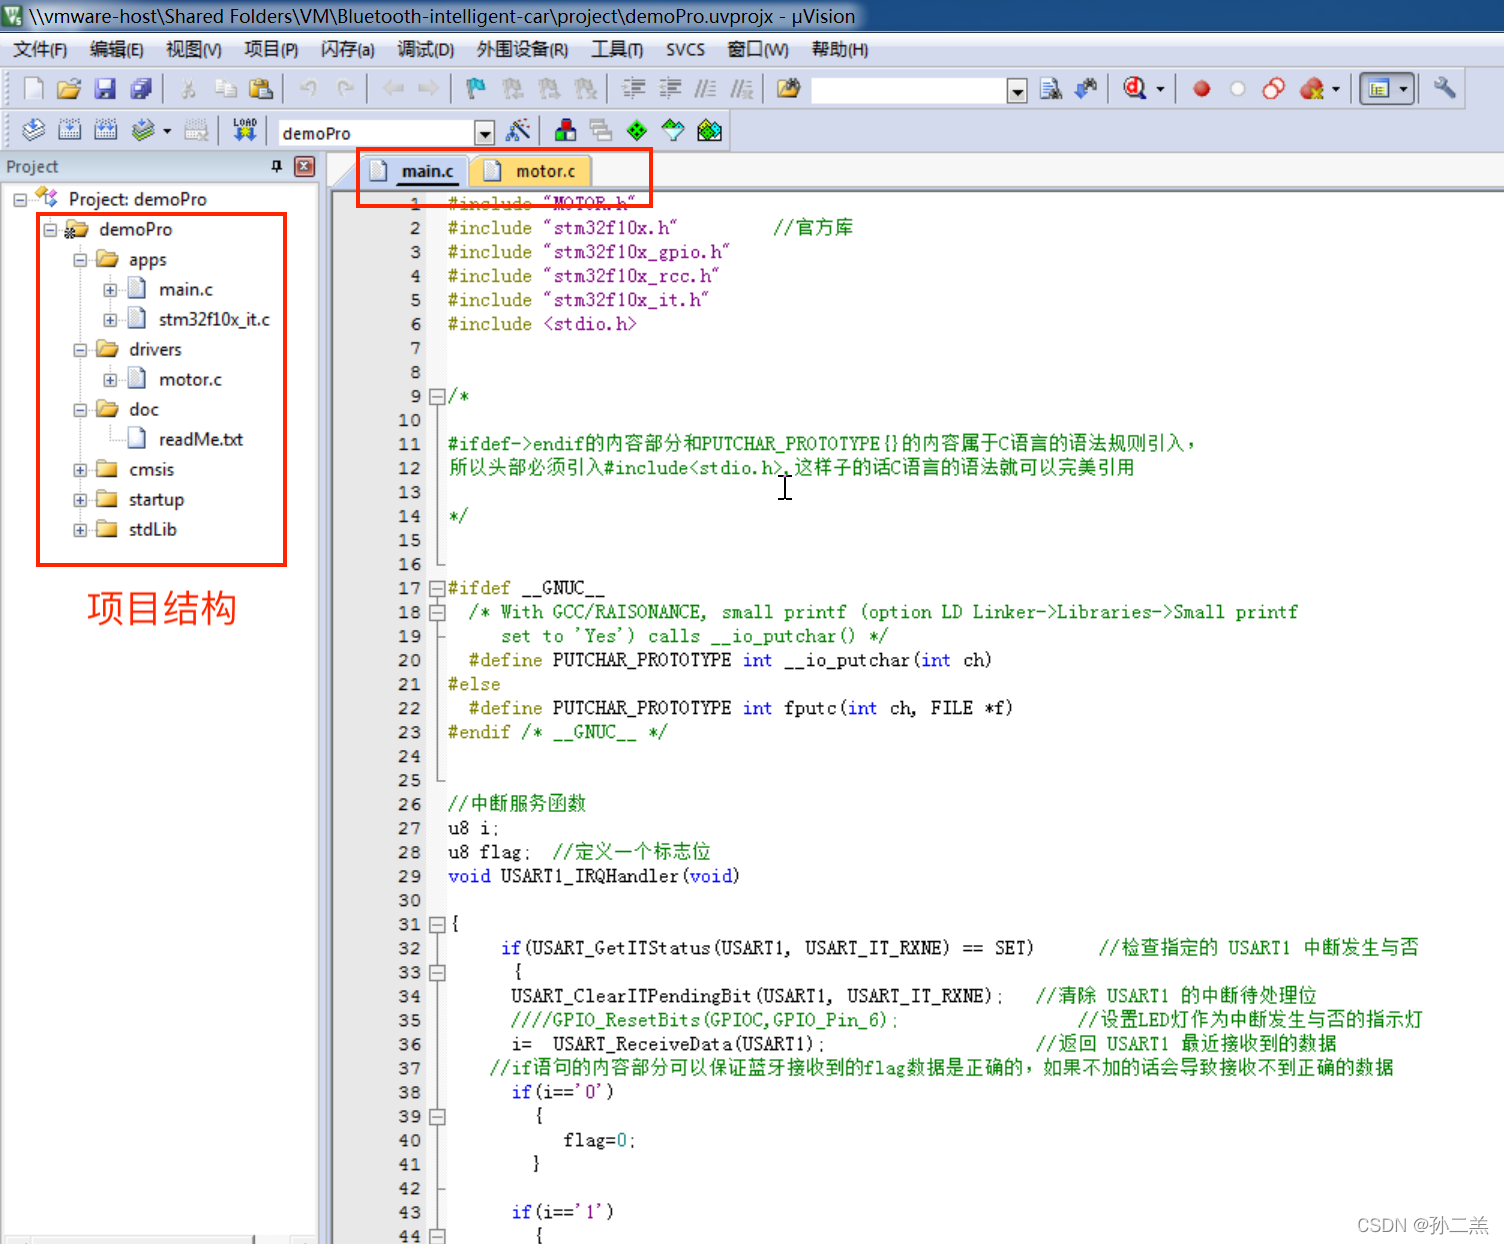 \\vmware-host\Shared Folders\VM\Bluetooth-intelligent-car\project\demoPro.uvprojx - µVision
文件(F) 编辑(E) 视图(V) 项目(P) 闪存(a) 调试(D) 外围设备(R) 工具(T) SVCS 窗口(W) 帮助(H)
LOAD
demoPro
Project
Project: demoPro
demoPro
apps
main.c
stm32f10x_it.c
drivers
motor.c
doc
readMe.txt
cmsis
startup
stdLib
项目结构
main.c motor.c
1 #include "MOTOR.h"
2 #include "stm32f10x.h" //官方库
3 #include "stm32f10x_gpio.h"
4 #include "stm32f10x_rcc.h"
5 #include "stm32f10x_it.h"
6 #include <stdio.h>
7
8
9 /*
10
11 #ifdef->endif的内容部分和PUTCHAR_PROTOTYPE{}的内容属于C语言的语法规则引入，
12 所以头部必须引入#include<stdio.h>,这样子的话C语言的语法就可以完美引用
13
14 */
15
16
17 #ifdef __GNUC__
18 /* With GCC/RAISONANCE, small printf (option LD Linker->Libraries->Small printf
19 set to 'Yes') calls __io_putchar() */
20 #define PUTCHAR_PROTOTYPE int __io_putchar(int ch)
21 #else
22 #define PUTCHAR_PROTOTYPE int fputc(int ch, FILE *f)
23 #endif /* __GNUC__ */
24
25
26 //中断服务函数
27 u8 i;
28 u8 flag; //定义一个标志位
29 void USART1_IRQHandler(void)
30
31 {
32 if(USART_GetITStatus(USART1, USART_IT_RXNE) == SET) //检查指定的 USART1 中断发生与否
33 {
34 USART_ClearITPendingBit(USART1, USART_IT_RXNE); //清除 USART1 的中断待处理位
35 ////GPIO_ResetBits(GPIOC,GPIO_Pin_6); //设置LED灯作为中断发生与否的指示灯
36 i= USART_ReceiveData(USART1); //返回 USART1 最近接收到的数据
37 //if语句的内容部分可以保证蓝牙接收到的flag数据是正确的，如果不加的话会导致接收不到正确的数据
38 if(i=='0')
39 {
40 flag=0;
41 }
42
43 if(i=='1')
44 {
CSDN @孙二羔